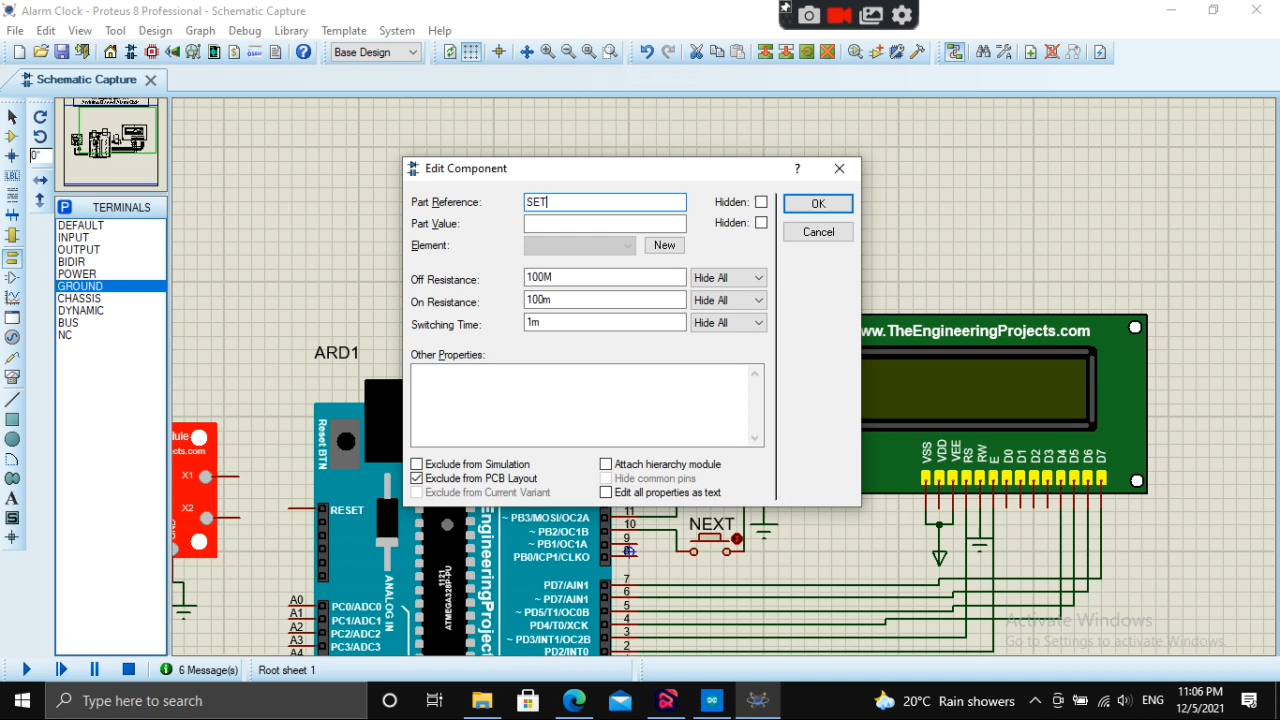 Alarm Clock - Proteus 8 Professional - Schematic Capture
File Edit View Tool Design Graph Debug Library Template System Help
Base Design
Schematic Capture
0°
P TERMINALS
DEFAULT
INPUT
OUTPUT
BIDIR
POWER
GROUND
CHASSIS
DYNAMIC
BUS
NC
Edit Component ?
Part Reference: SET Hidden:
Part Value: Hidden:
Element: New
Off Resistance: 100M Hide All
On Resistance: 100m Hide All
Switching Time: 1m Hide All
Other Properties:
Exclude from Simulation
Exclude from PCB Layout
Exclude from Current Variant
Attach hierarchy module
Hide common pins
Edit all properties as text
OK
Cancel
ARD1
Reset BTN
X1
X2
RESET
ANALOG IN
1121
ATMEGA328P-PU
A0 PC0/ADC0
A1 PC1/ADC1
A2 PC2/ADC2
A3 PC3/ADC3
A4
11 ~ PB3/MOSI/OC2A
10 ~ PB2/OC1B
9 ~ PB1/OC1A
8 PB0/ICP1/CLKO
7 PD7/AIN1
6 ~ PD7/AIN1
5 ~ PD5/T1/OC0B
4 PD4/T0/XCK
3 ~ PD3/INT1/OC2B
2 PD2/INT0
NEXT
ww.TheEngineeringProjects.com
VSS VDD VEE RS RW E D0 D1 D2 D3 D4 D5 D6 D7
Activate Windows
Go to Settings to activate Windows.
6 Message(s) Root sheet 1
Type here to search
20°C Rain showers
ENG
11:06 PM
12/5/2021